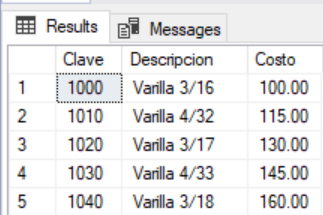 Results Messages
Clave Descripcion Costo
1 1000 Varilla 3/16 100.00
2 1010 Varilla 4/32 115.00
3 1020 Varilla 3/17 130.00
4 1030 Varilla 4/33 145.00
5 1040 Varilla 3/18 160.00